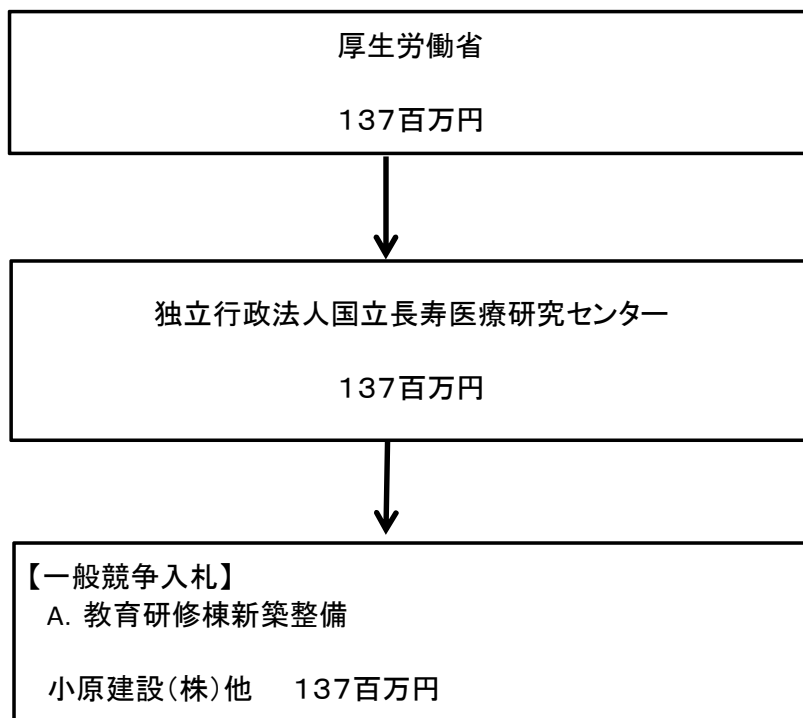 厚生労働省
137百万円
独立行政法人国立長寿医療研究センター
137百万円
【一般競争入札】
A. 教育研修棟新築整備
小原建設(株)他　137百万円